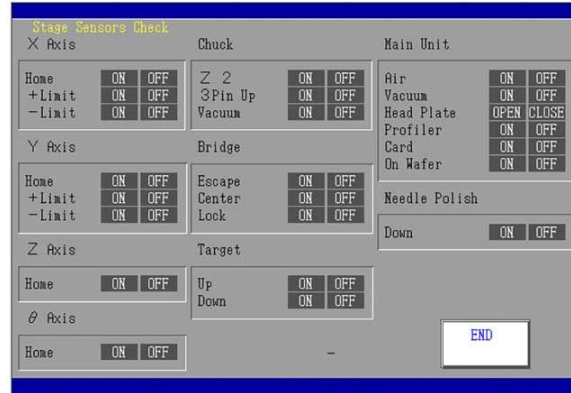 Stage Sensors Check
X Axis
Home ON OFF
+Limit ON OFF
-Limit ON OFF
Y Axis
Home ON OFF
+Limit ON OFF
-Limit ON OFF
Z Axis
Home ON OFF
θ Axis
Home ON OFF
Chuck
Z 2 ON OFF
3Pin Up ON OFF
Vacuum ON OFF
Bridge
Escape ON OFF
Center ON OFF
Lock ON OFF
Target
Up ON OFF
Down ON OFF
-
Main Unit
Air ON OFF
Vacuum ON OFF
Head Plate OPEN CLOSE
Profiler ON OFF
Card ON OFF
On Wafer ON OFF
Needle Polish
Down ON OFF
END